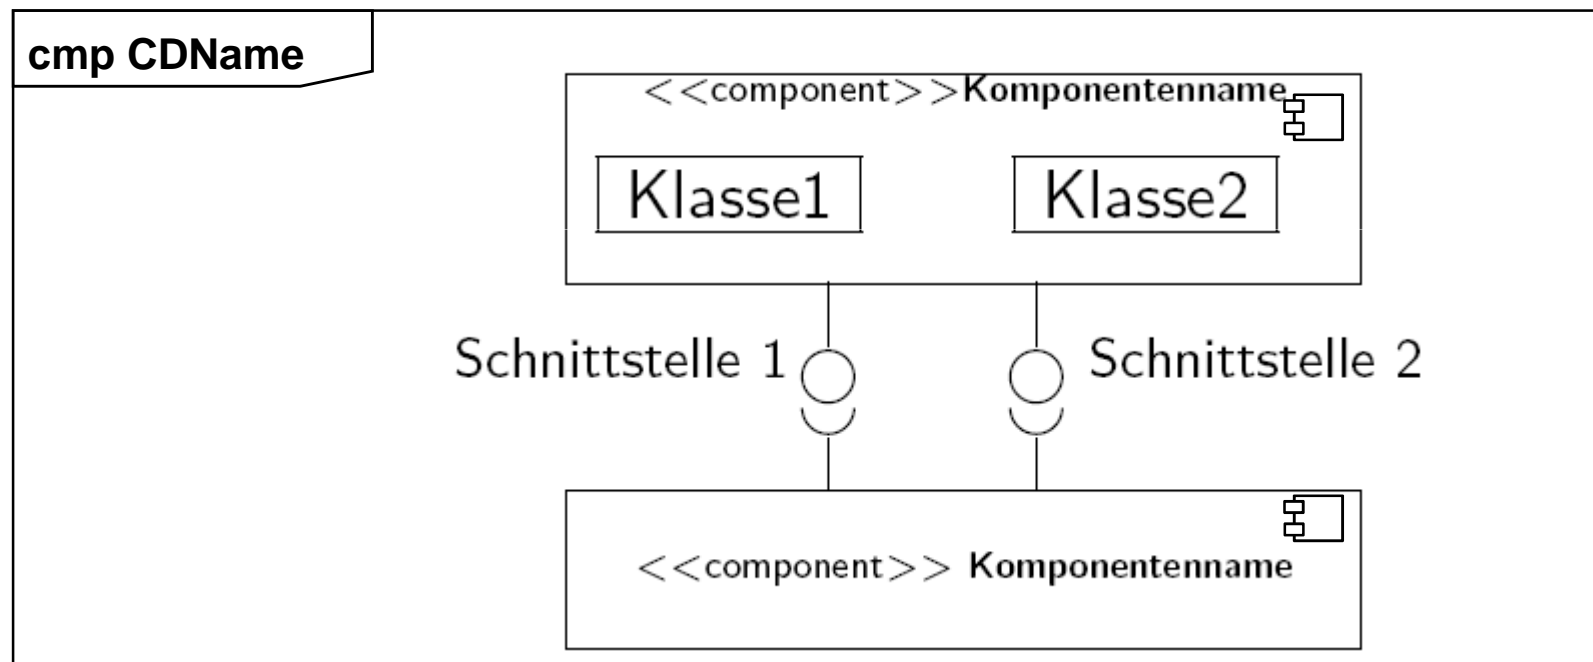 cmp CDName
<<component>>Komponentenname
Klasse1 Klasse2
Schnittstelle 1 Schnittstelle 2
<<component>> Komponentenname